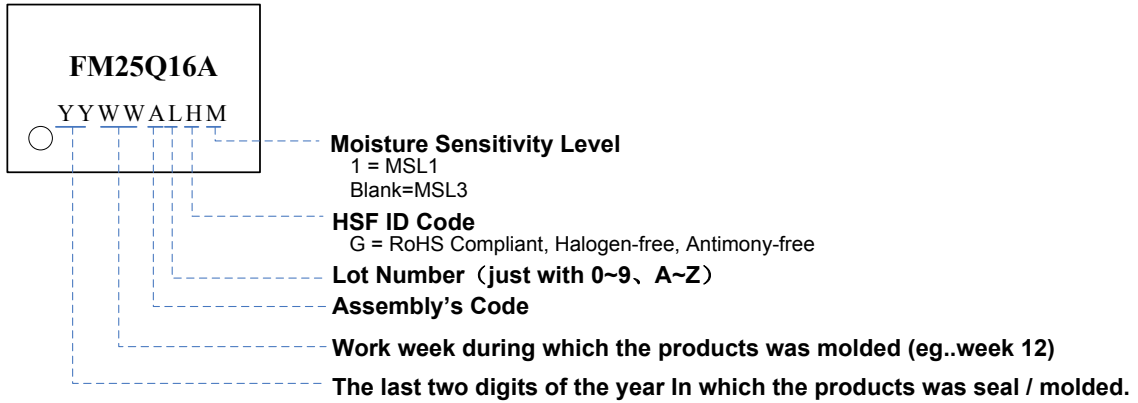 FM25Q16A
YYWWALHM
Moisture Sensitivity Level
1 = MSL1
Blank=MSL3
HSF ID Code
G = RoHS Compliant, Halogen-free, Antimony-free
Lot Number（just with 0~9、A~Z）
Assembly’s Code
Work week during which the products was molded (eg..week 12)
The last two digits of the year In which the products was seal / molded.